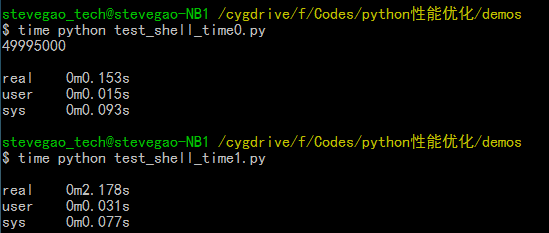 stevegao_tech@stevegao-NB1 /cygdrive/f/Codes/python性能优化/demos
$ time python test_shell_time0.py
49995000
real 0m0.153s
user 0m0.015s
sys 0m0.093s
stevegao_tech@stevegao-NB1 /cygdrive/f/Codes/python性能优化/demos
$ time python test_shell_time1.py
real 0m2.178s
user 0m0.031s
sys 0m0.077s